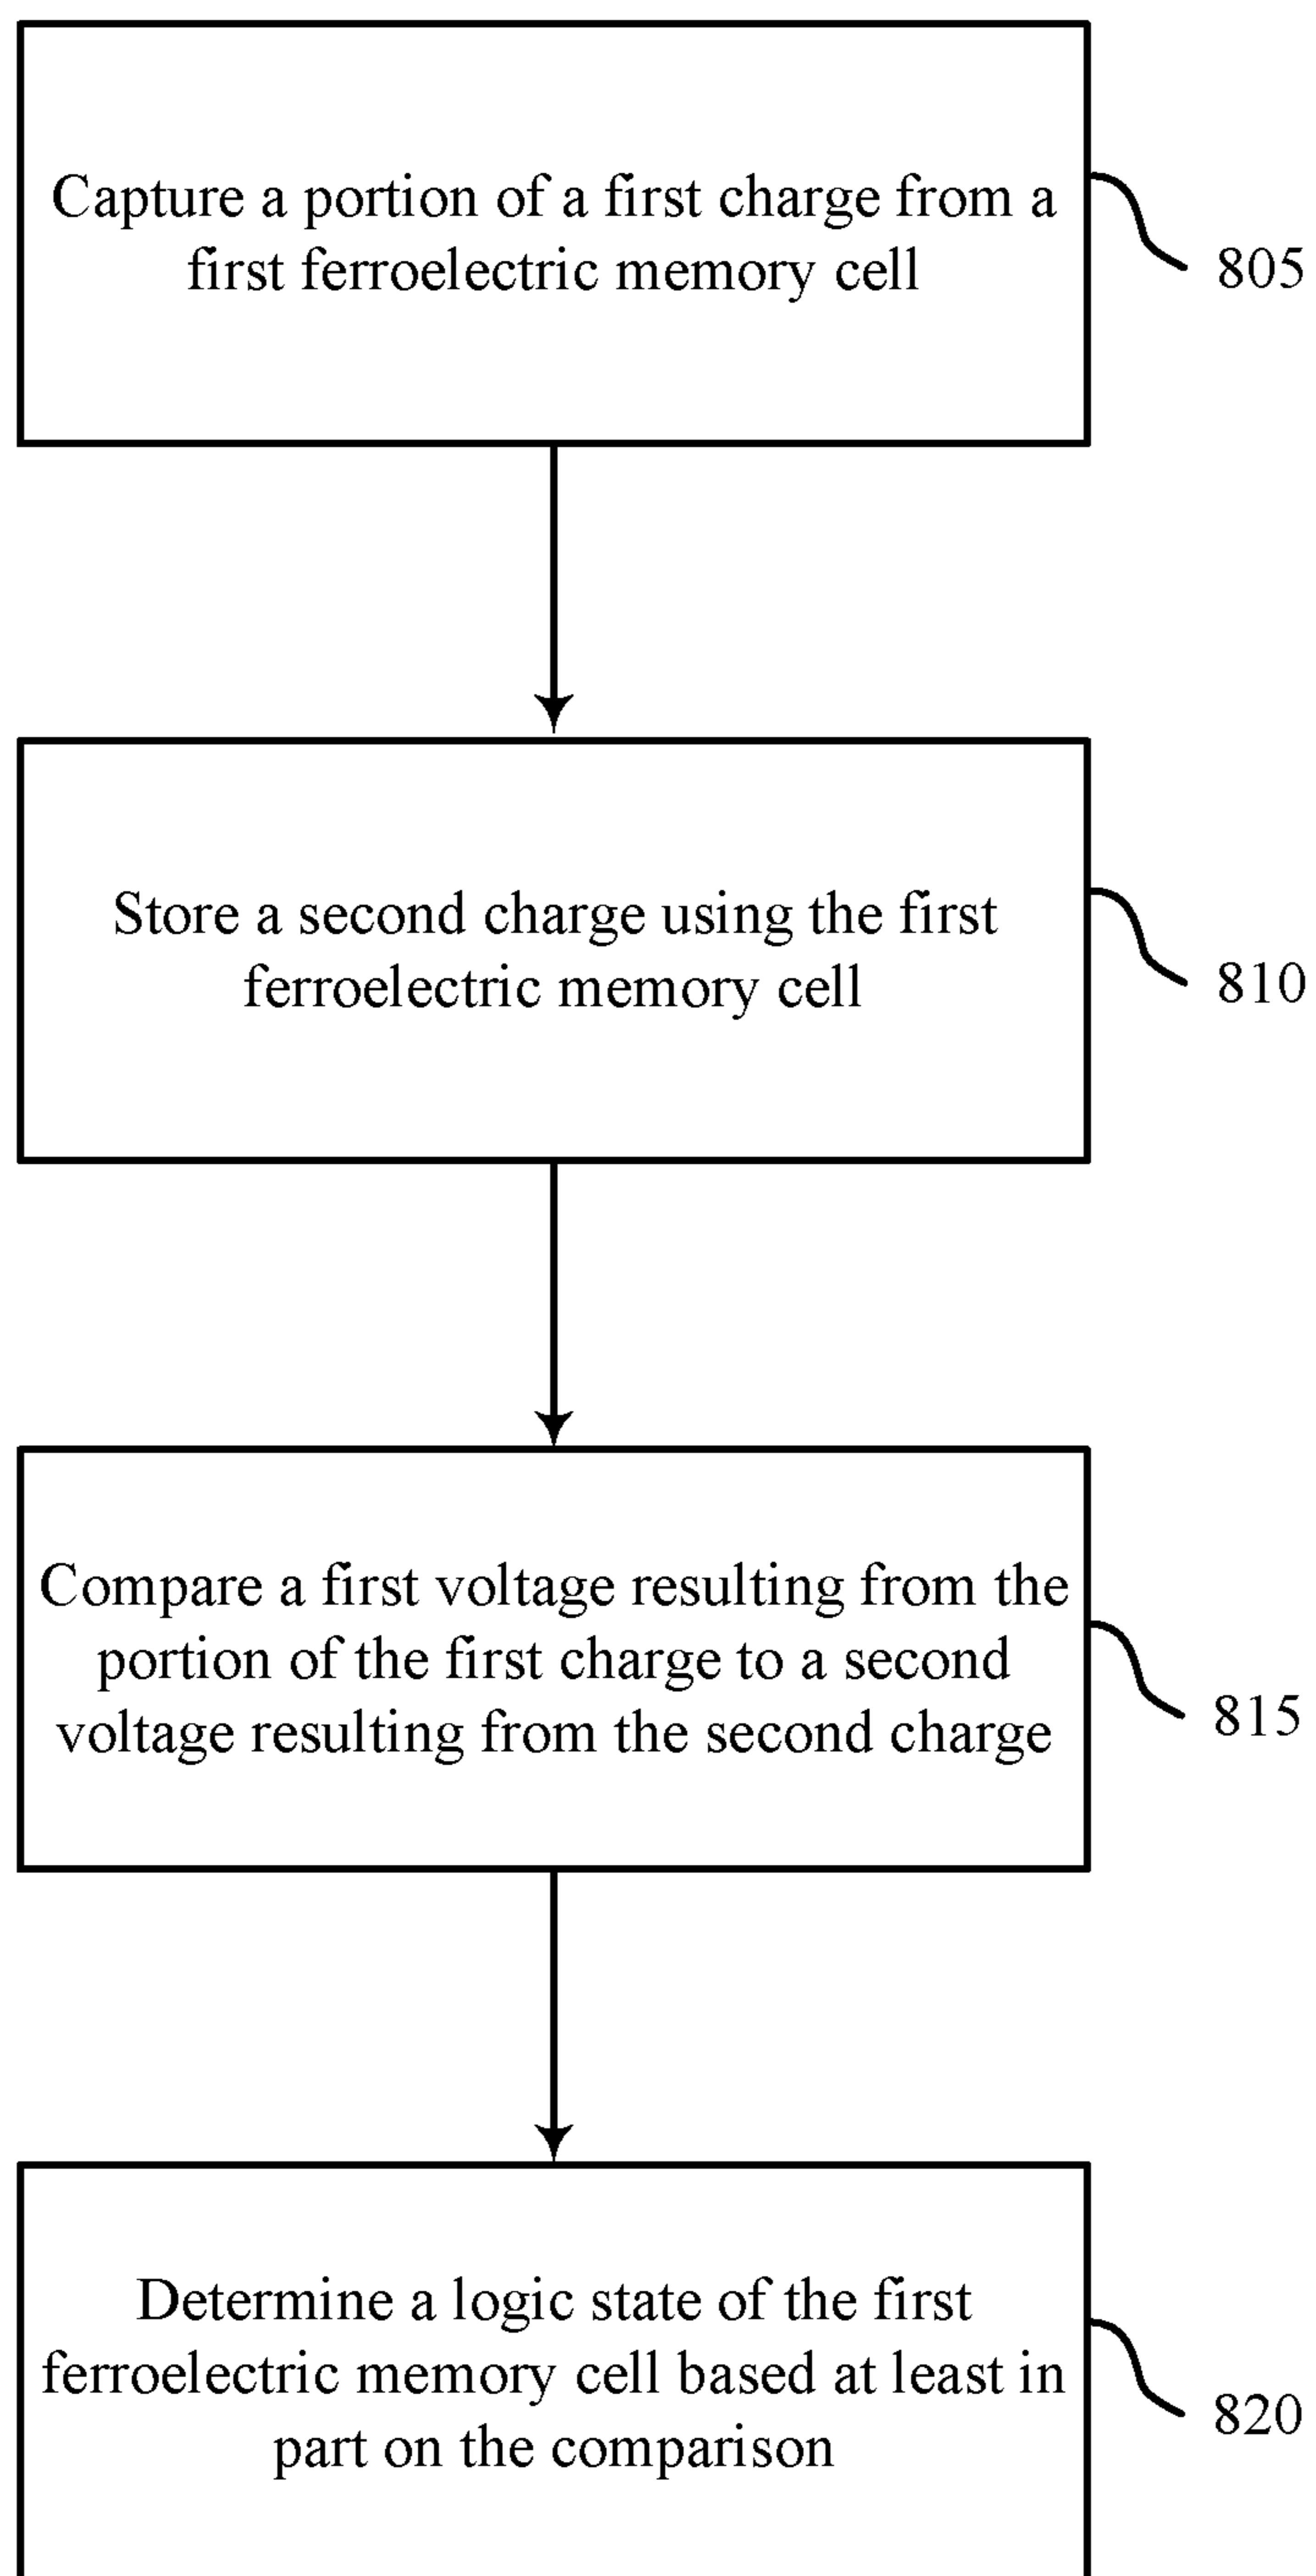 Capture a portion of a first charge from a
first ferroelectric memory cell
805
Store a second charge using the first
ferroelectric memory cell
810
Compare a first voltage resulting from the
portion of the first charge to a second
voltage resulting from the second charge
815
Determine a logic state of the first
ferroelectric memory cell based at least in
part on the comparison
820